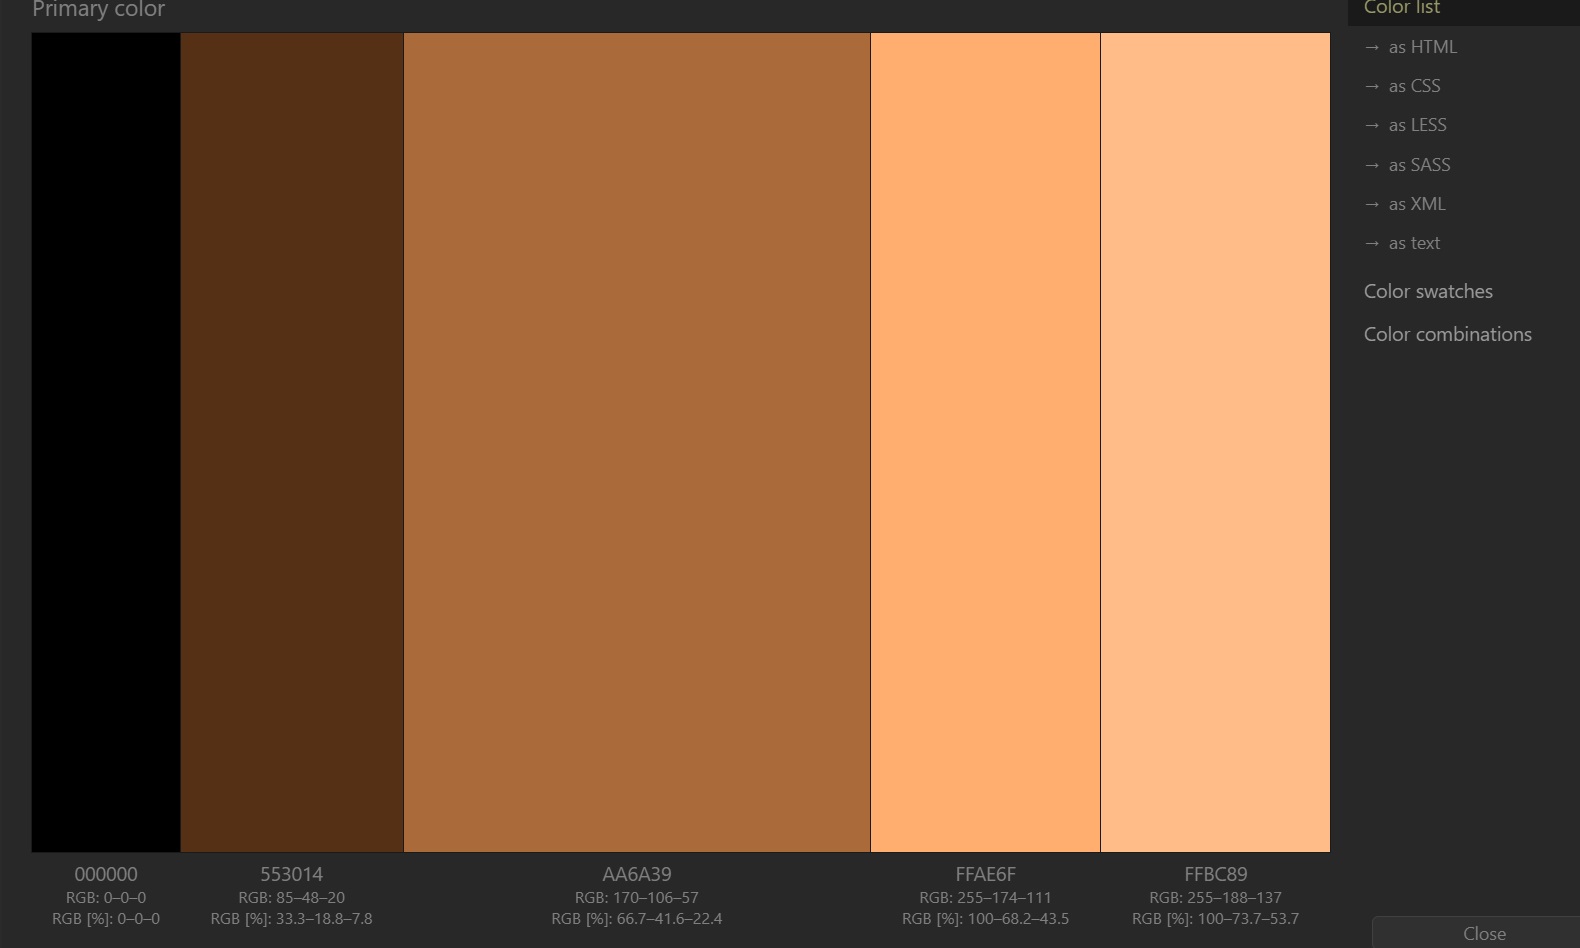 Primary color
000000
RGB: 0–0–0
RGB [%]: 0–0–0
553014
RGB: 85–48–20
RGB [%]: 33.3–18.8–7.8
AA6A39
RGB: 170–106–57
RGB [%]: 66.7–41.6–22.4
FFAE6F
RGB: 255–174–111
RGB [%]: 100–68.2–43.5
FFBC89
RGB: 255–188–137
RGB [%]: 100–73.7–53.7
Color list
→ as HTML
→ as CSS
→ as LESS
→ as SASS
→ as XML
→ as text
Color swatches
Color combinations
Close